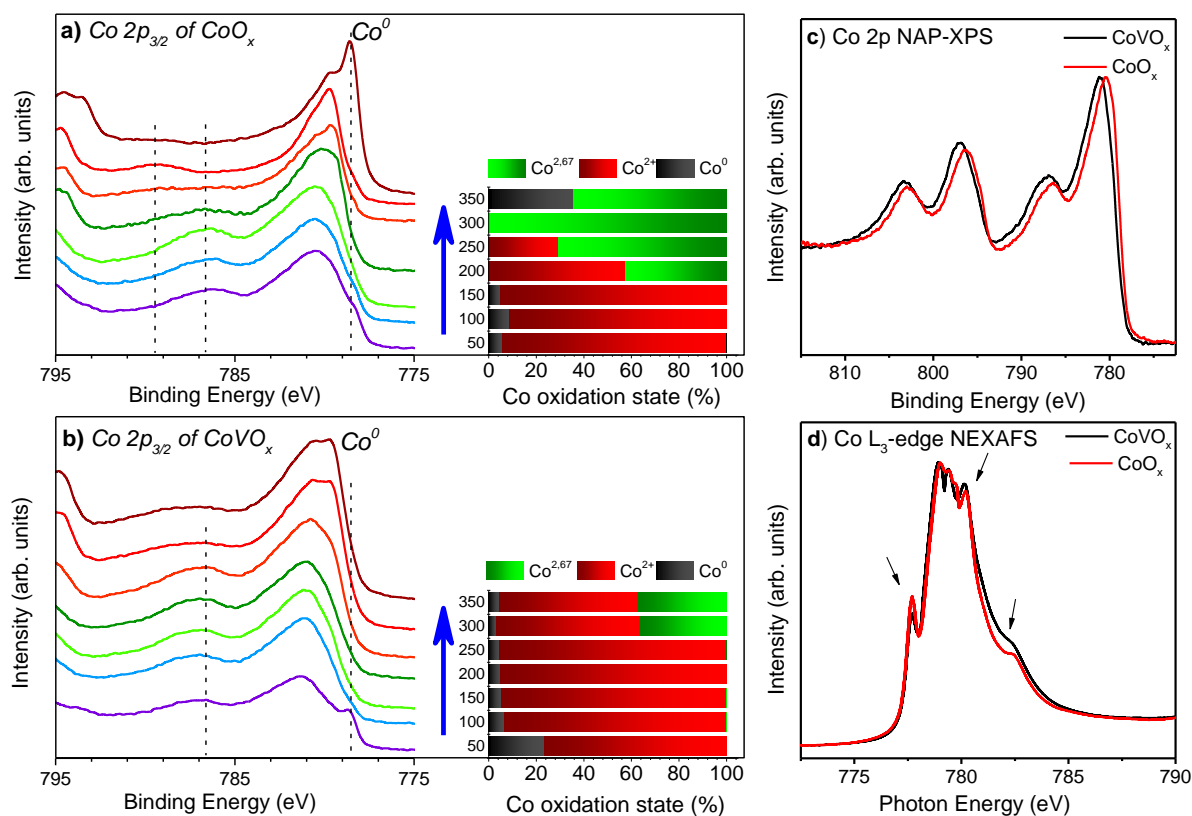 a) Co 2p3/2 of CoOx
Co0
Intensity (arb. units)
Co2,67 Co2+ Co0
350
300
250
200
150
100
50
0 20 40 60 80 100
Co oxidation state (%)
795 785 775
Binding Energy (eV)
b) Co 2p3/2 of CoVOx
Co0
Intensity (arb. units)
Co2,67 Co2+ Co0
350
300
250
200
150
100
50
0 20 40 60 80 100
Co oxidation state (%)
795 785 775
Binding Energy (eV)
c) Co 2p NAP-XPS
CoVOx
CoOx
Intensity (arb. units)
810 800 790 780
Binding Energy (eV)
d) Co L3-edge NEXAFS
CoVOx
CoOx
Intensity (arb. units)
775 780 785 790
Photon Energy (eV)